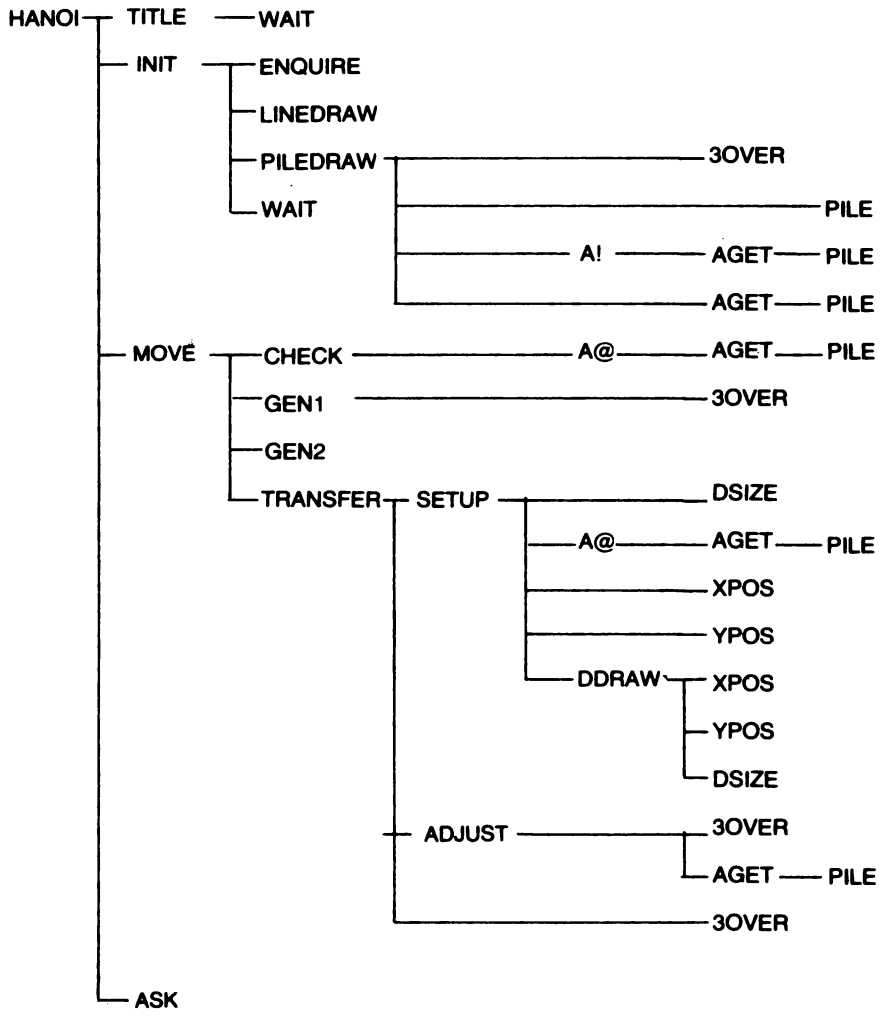 HANOI TITLE WAIT
INIT ENQUIRE
LINEDRAW
PILEDRAW 3OVER
WAIT PILE
A! AGET PILE
AGET PILE
MOVE CHECK A@ AGET PILE
GEN1 3OVER
GEN2
TRANSFER SETUP DSIZE
A@ AGET PILE
XPOS
YPOS
DDRAW XPOS
YPOS
DSIZE
ADJUST 3OVER
AGET PILE
3OVER
ASK